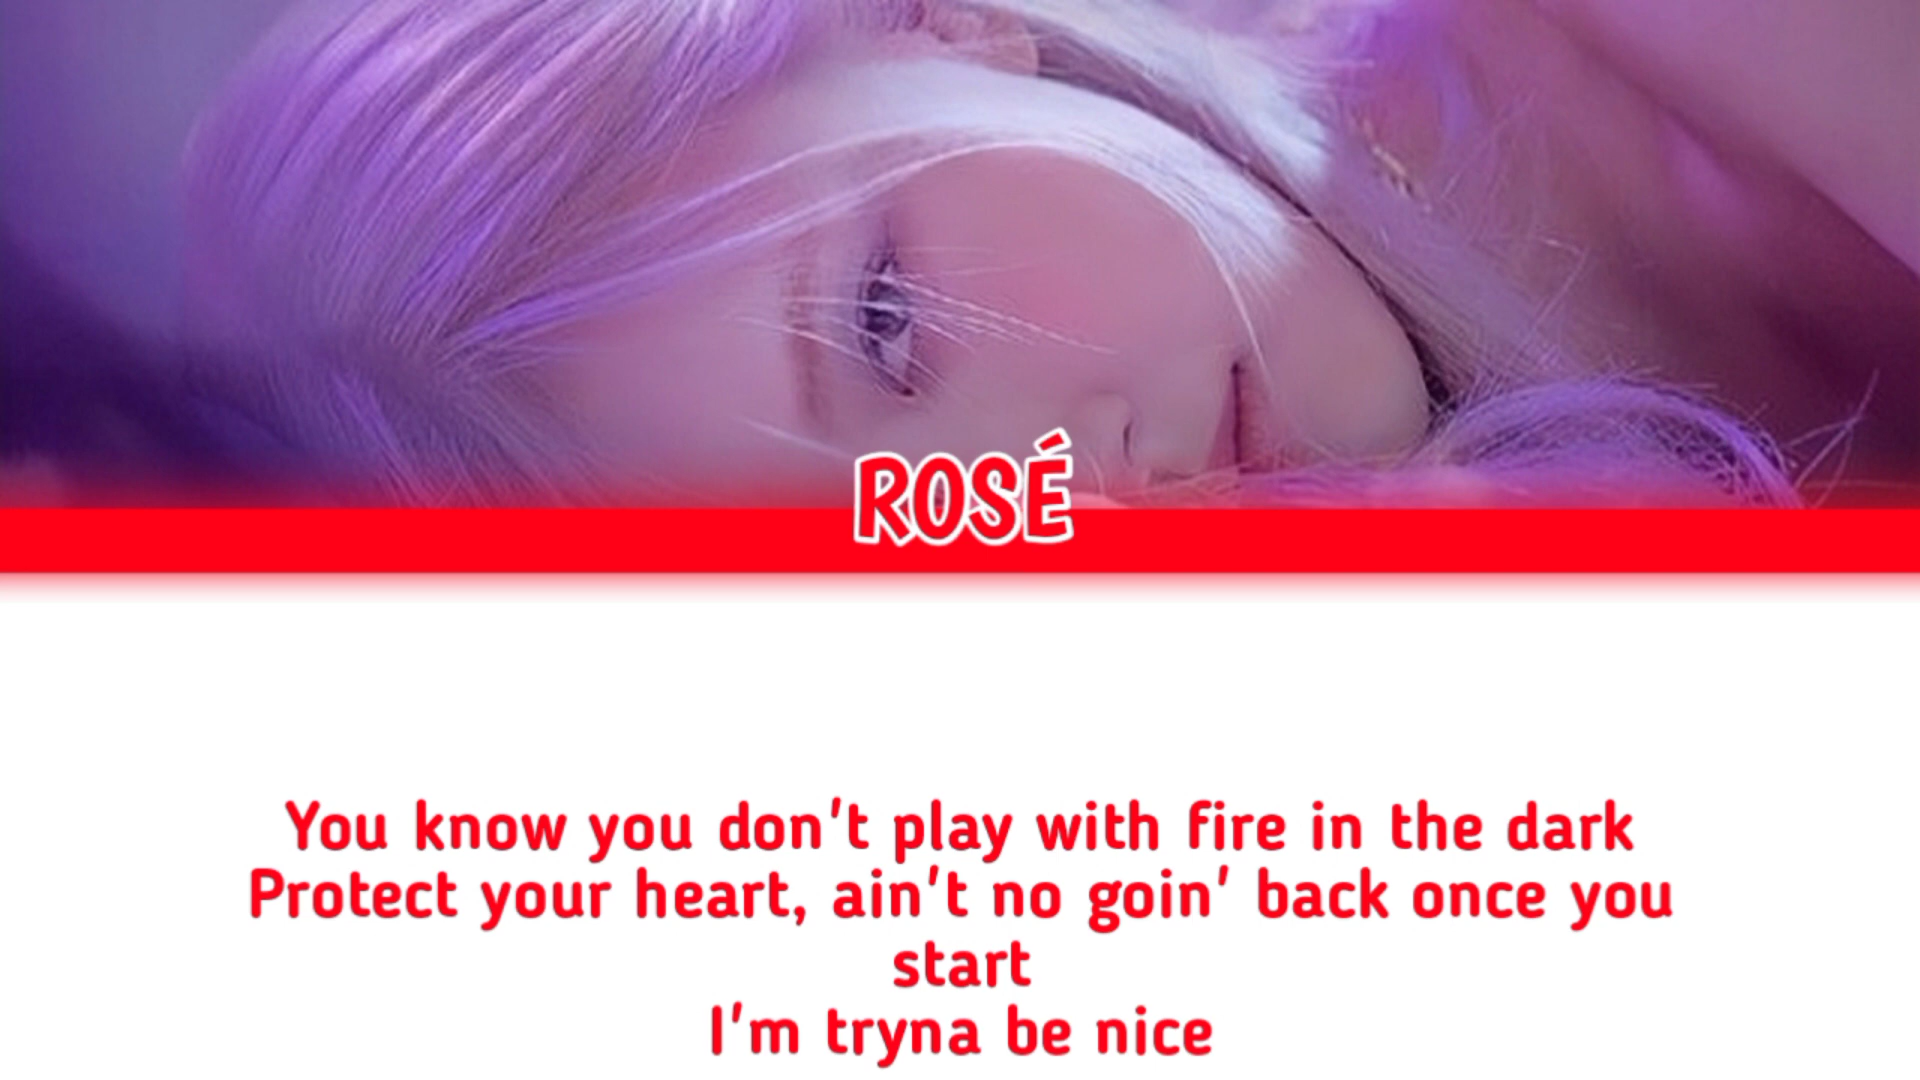 ROSÉ
You know you don't play with fire in the dark
Protect your heart, ain't no goin' back once you
start
I'm tryna be nice